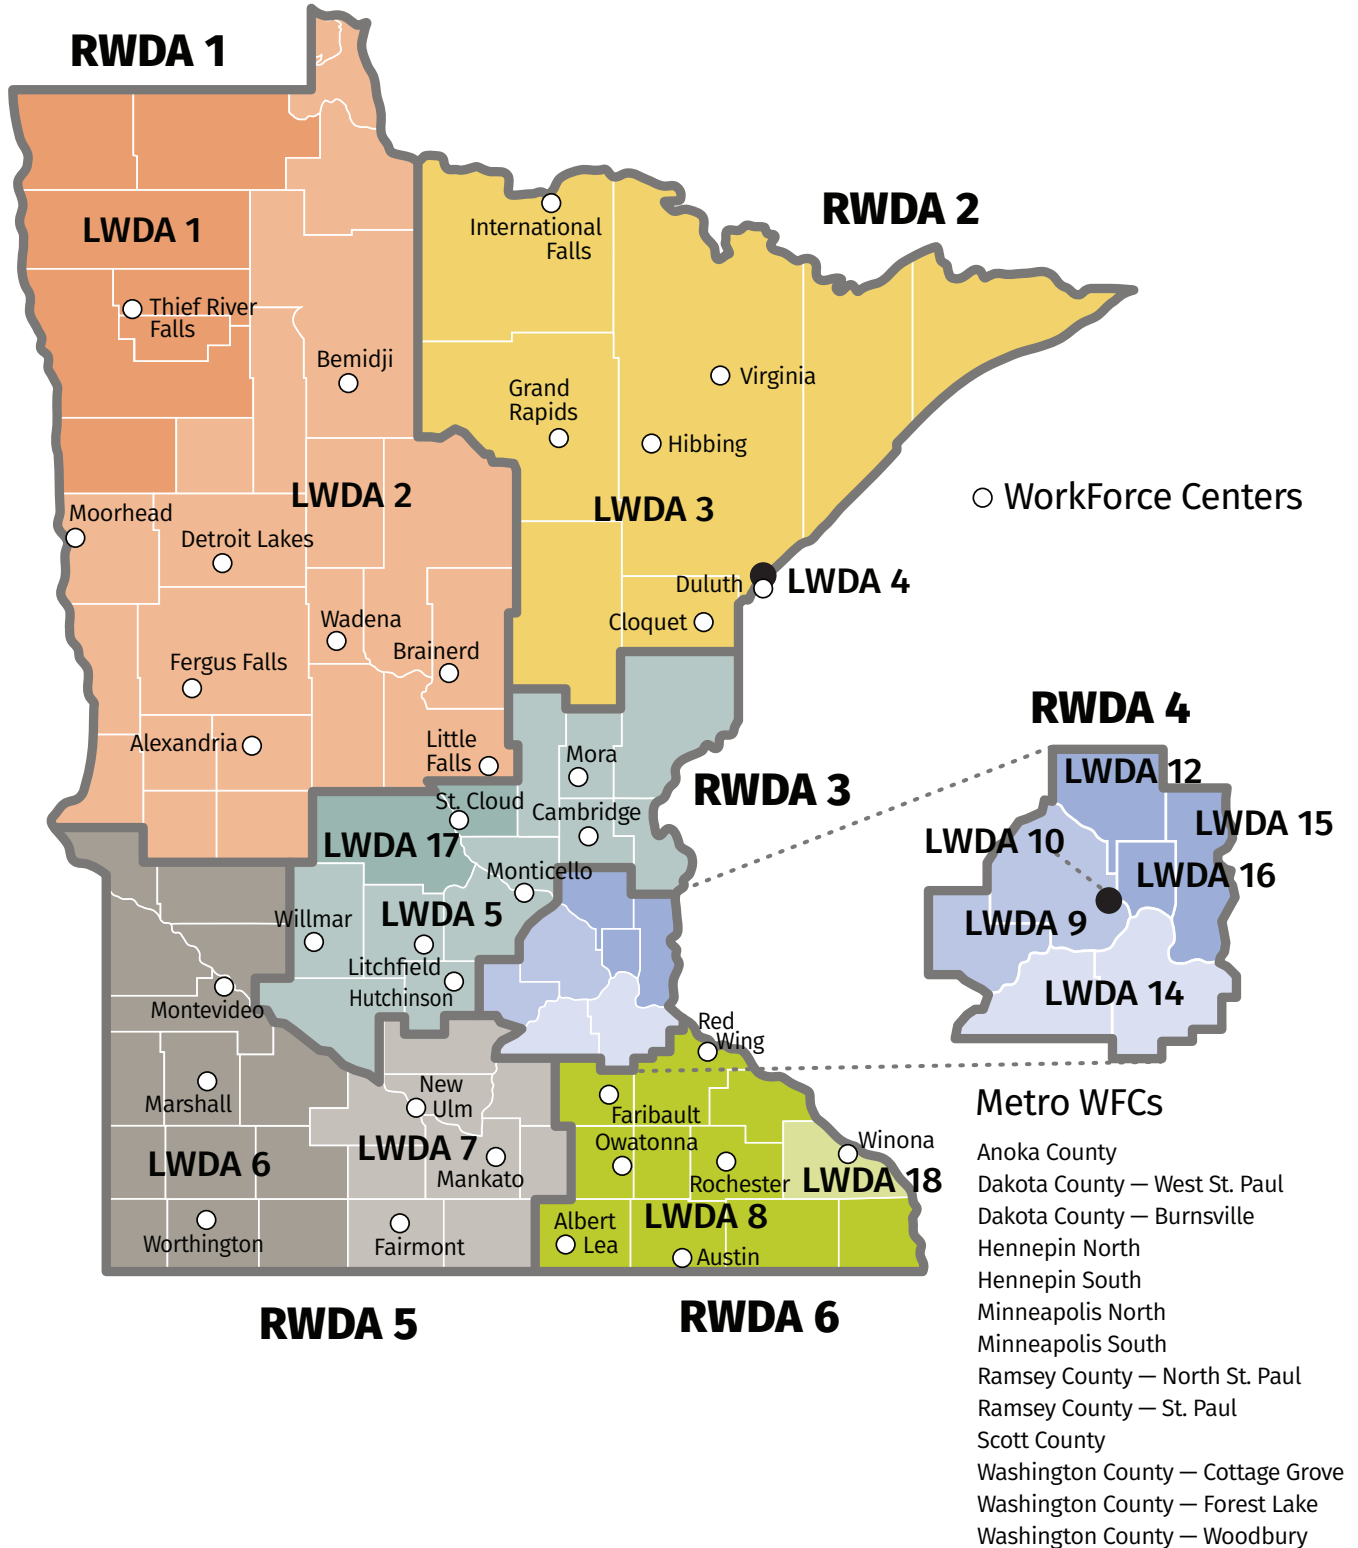 RWDA 1
RWDA 2
LWDA 1
International
Falls
Thief River
Falls
Bemidji
Virginia
Grand
Rapids
Hibbing
LWDA 2
LWDA 3
WorkForce Centers
Moorhead
Detroit Lakes
Duluth
LWDA 4
Cloquet
Wadena
Brainerd
Fergus Falls
Alexandria
Little
Falls
Mora
RWDA 3
RWDA 4
LWDA 12
St. Cloud
Cambridge
LWDA 17
LWDA 15
LWDA 10
Monticello
LWDA 16
Willmar
LWDA 5
LWDA 9
Litchfield
Hutchinson
LWDA 14
Montevideo
Red
Wing
New
Ulm
Marshall
Faribault
Metro WFCs
Owatonna
Winona
LWDA 7
LWDA 6
Mankato
Rochester
LWDA 18
Albert
Lea
LWDA 8
Worthington
Fairmont
Austin
RWDA 5
RWDA 6
Anoka County
Dakota County — West St. Paul
Dakota County — Burnsville
Hennepin North
Hennepin South
Minneapolis North
Minneapolis South
Ramsey County — North St. Paul
Ramsey County — St. Paul
Scott County
Washington County — Cottage Grove
Washington County — Forest Lake
Washington County — Woodbury